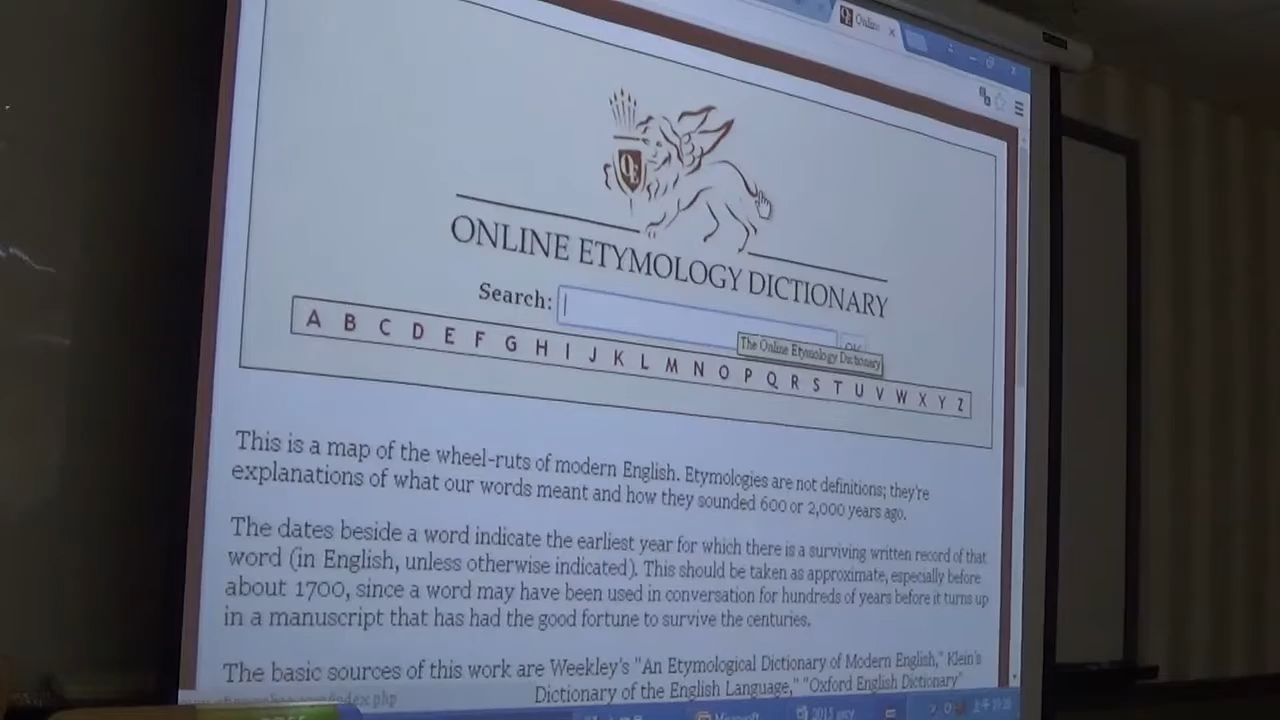 Online
OE
ONLINE ETYMOLOGY DICTIONARY
Search:
The Online Etymology Dictionary
A B C D E F G H I J K L M N O P Q R S T U V W X Y Z
This is a map of the wheel-ruts of modern English. Etymologies are not definitions; they're
explanations of what our words meant and how they sounded 600 or 2,000 years ago.
The dates beside a word indicate the earliest year for which there is a surviving written record of that
word (in English, unless otherwise indicated). This should be taken as approximate, especially before
about 1700, since a word may have been used in conversation for hundreds of years before it turns up
in a manuscript that has had the good fortune to survive the centuries.
The basic sources of this work are Weekley's "An Etymological Dictionary of Modern English," Klein's
Dictionary of the English Language," "Oxford English Dictionary"
index.php
Microsoft